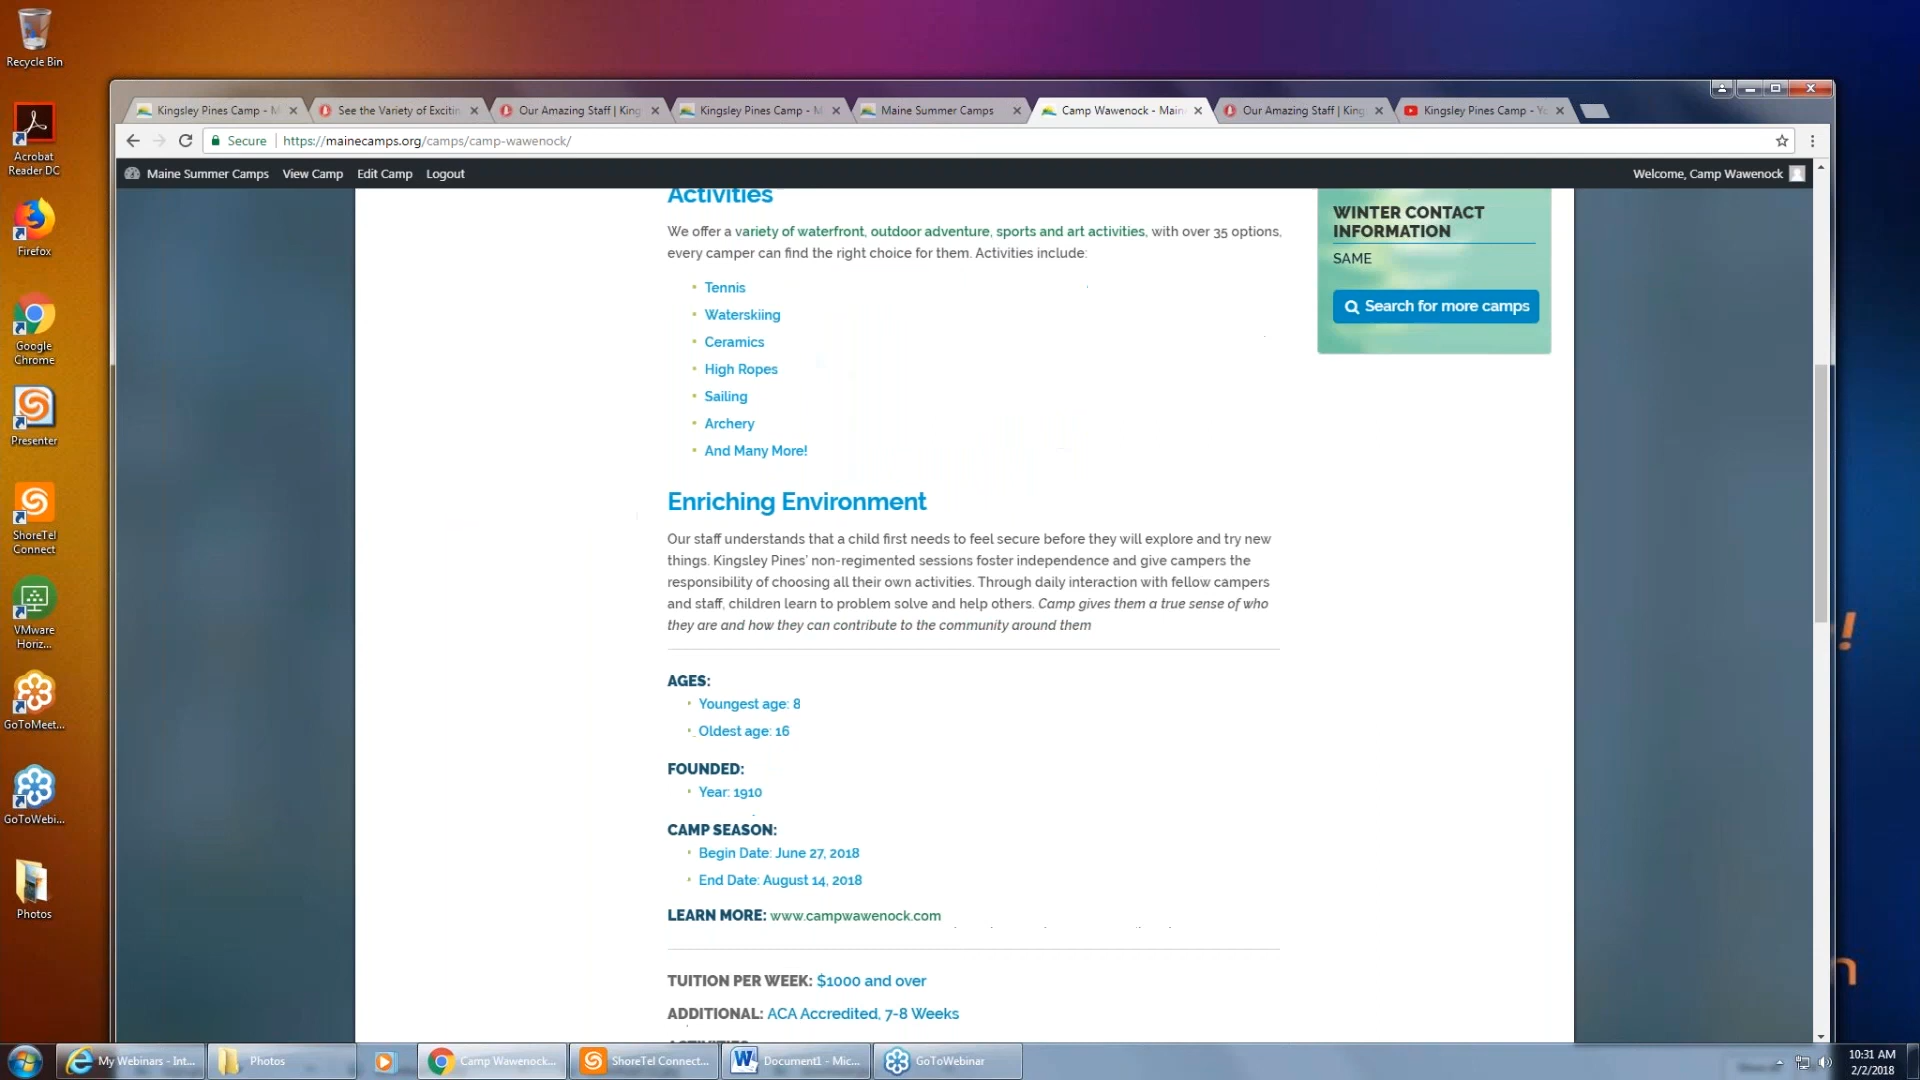 Recycle Bin
Acrobat
Reader DC
Firefox
Google
Chrome
Presenter
ShoreTel
Connect
VMware
Horiz...
GoToMeet...
GoToWebi...
Photos
Kingsley Pines Camp - M
See the Variety of Excitin
Our Amazing Staff | King
Kingsley Pines Camp - M
Maine Summer Camps
Camp Wawenock - Main
Our Amazing Staff | King
Kingsley Pines Camp - Yo
Secure https://mainecamps.org/camps/camp-wawenock/
Maine Summer Camps View Camp Edit Camp Logout Welcome, Camp Wawenock
Activities
We offer a variety of waterfront, outdoor adventure, sports and art activities, with over 35 options,
every camper can find the right choice for them. Activities include:
Tennis
Waterskiing
Ceramics
High Ropes
Sailing
Archery
And Many More!
Enriching Environment
Our staff understands that a child first needs to feel secure before they will explore and try new
things. Kingsley Pines' non-regimented sessions foster independence and give campers the
responsibility of choosing all their own activities. Through daily interaction with fellow campers
and staff, children learn to problem solve and help others. Camp gives them a true sense of who
they are and how they can contribute to the community around them
AGES:
Youngest age: 8
Oldest age: 16
FOUNDED:
Year: 1910
CAMP SEASON:
Begin Date: June 27, 2018
End Date: August 14, 2018
LEARN MORE: www.campwawenock.com
TUITION PER WEEK: $1000 and over
ADDITIONAL: ACA Accredited, 7-8 Weeks
WINTER CONTACT
INFORMATION
SAME
Search for more camps
!
n
My Webinars - Int...
Photos
Camp Wawenock...
ShoreTel Connect...
Document1 - Mic...
GoToWebinar
10:31 AM
2/2/2018